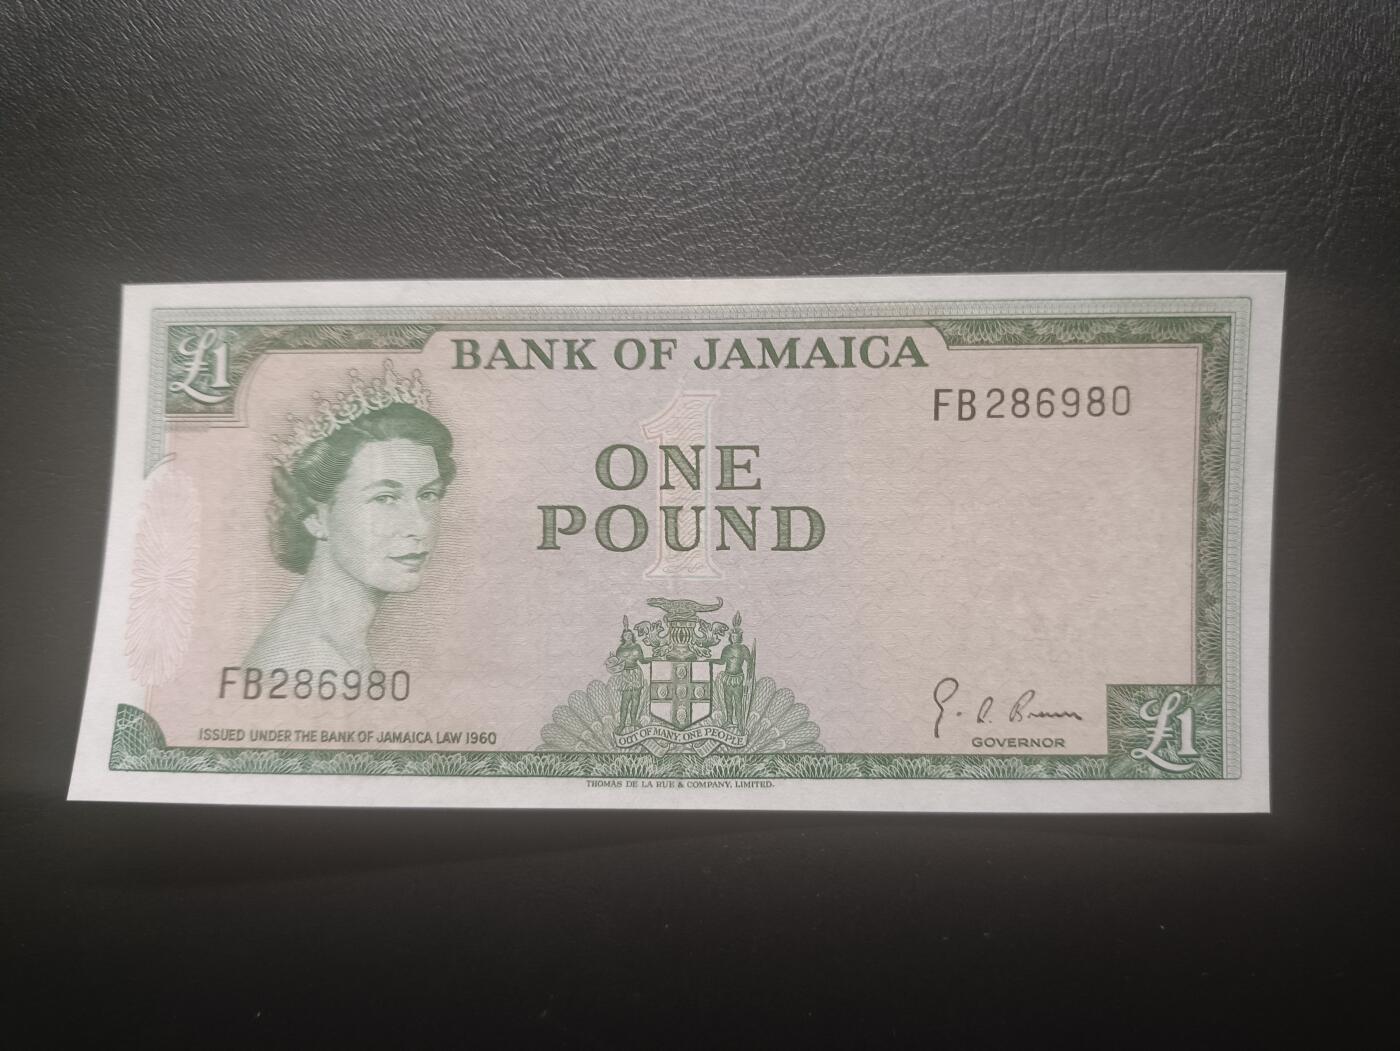 £1
BANK OF JAMAICA
FB286980
1
ONE
POUND
FB286980
ISSUED UNDER THE BANK OF JAMAICA LAW 1960
OUT OF MANY, ONE PEOPLE
GOVERNOR
£1
THOMAS DE LA RUE & COMPANY, LIMITED.